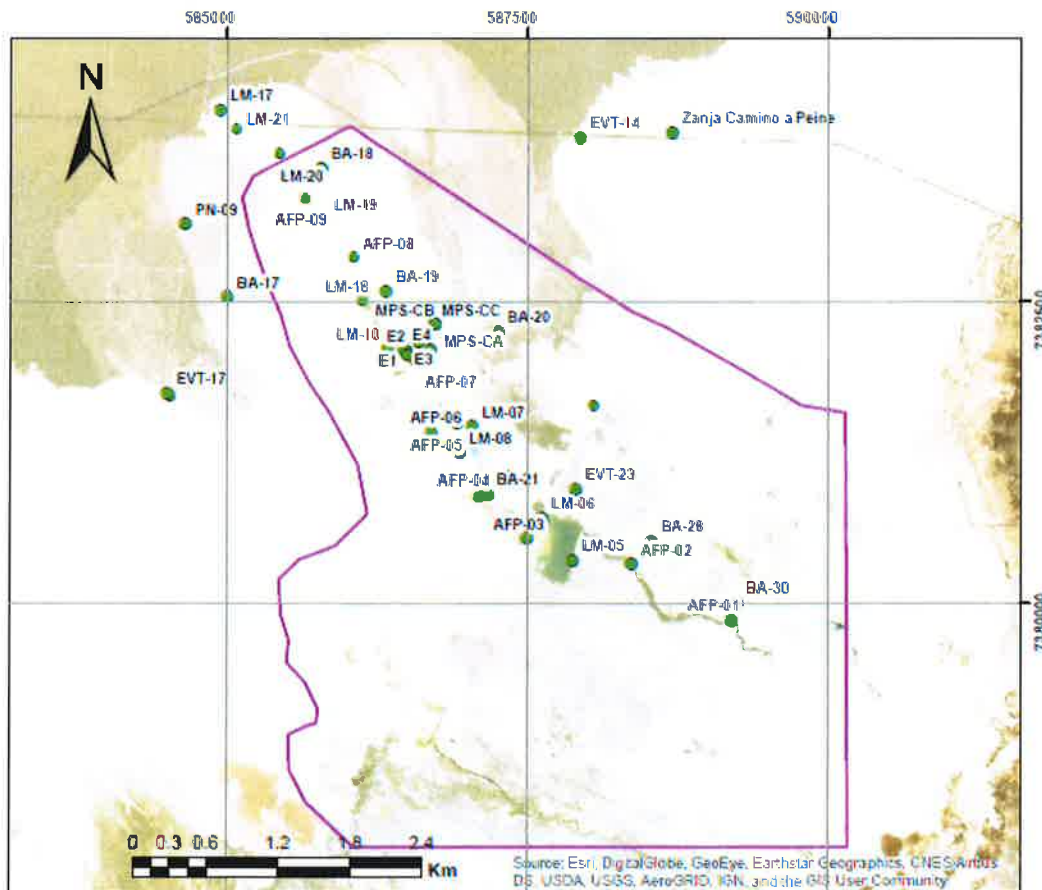 585000
587500
590000
N
LM-17
LM-21
EVT-14
Zanja Camino a Peine
BA-18
LM-20
LM-19
AFP-09
PN-09
AFP-08
BA-19
BA-17
LM-18
7382500
MPS-CB
MPS-CC
BA-20
LM-10
E2
E4
MPS-CA
E1
E3
AFP-07
EVT-17
AFP-06
LM-07
AFP-05
LM-08
AFP-04
BA-21
EVT-23
LM-06
AFP-03
BA-28
LM-05
AFP-02
BA-30
AFP-01
7380000
0 0.3 0.6 1.2 1.8 2.4
Km
Source: Esri, DigitalGlobe, GeoEye, Earthstar Geographics, CNES/Airbus
DS, USDA, USGS, AeroGRID, IGN, and the GIS User Community